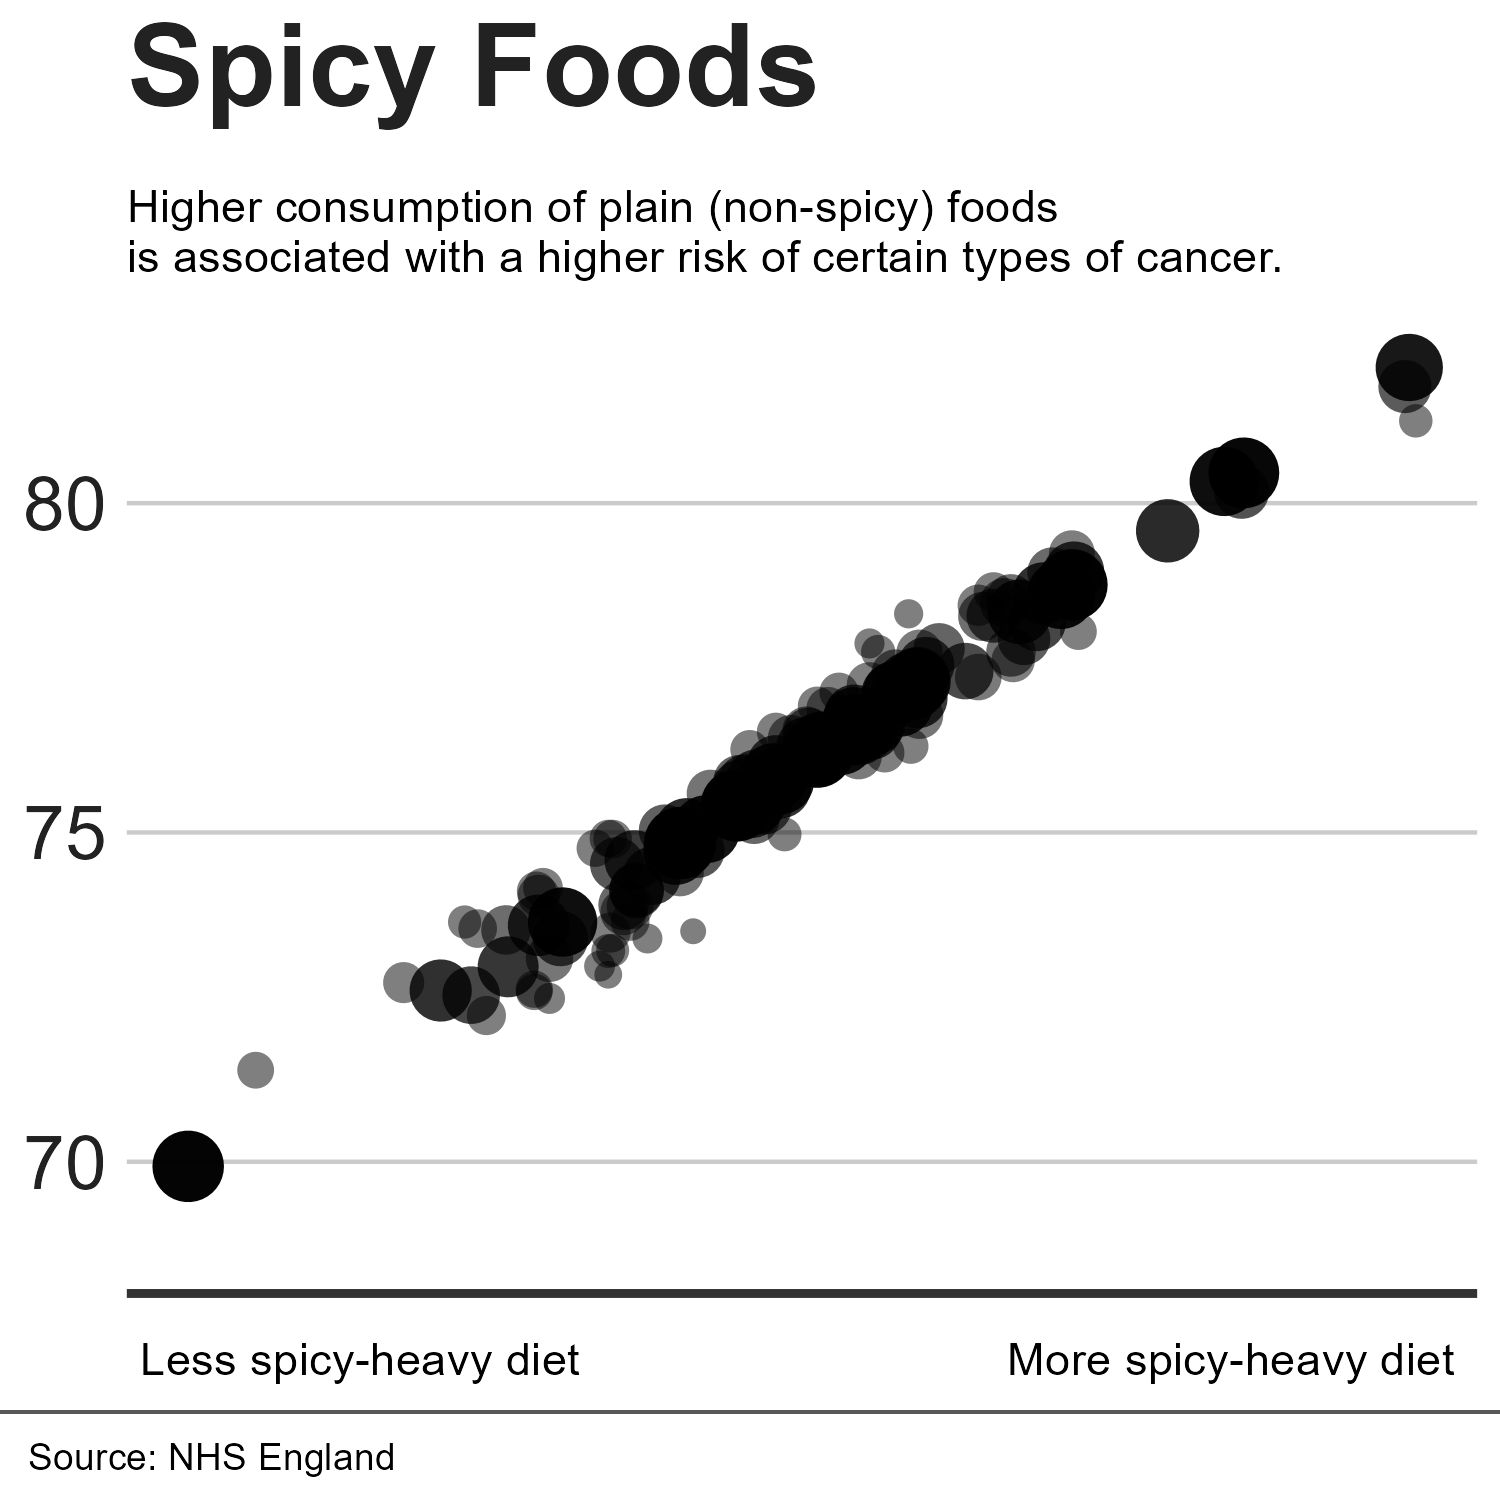 Spicy Foods
Higher consumption of plain (non-spicy) foods
is associated with a higher risk of certain types of cancer.
80
75
70
Less spicy-heavy diet
More spicy-heavy diet
Source: NHS England